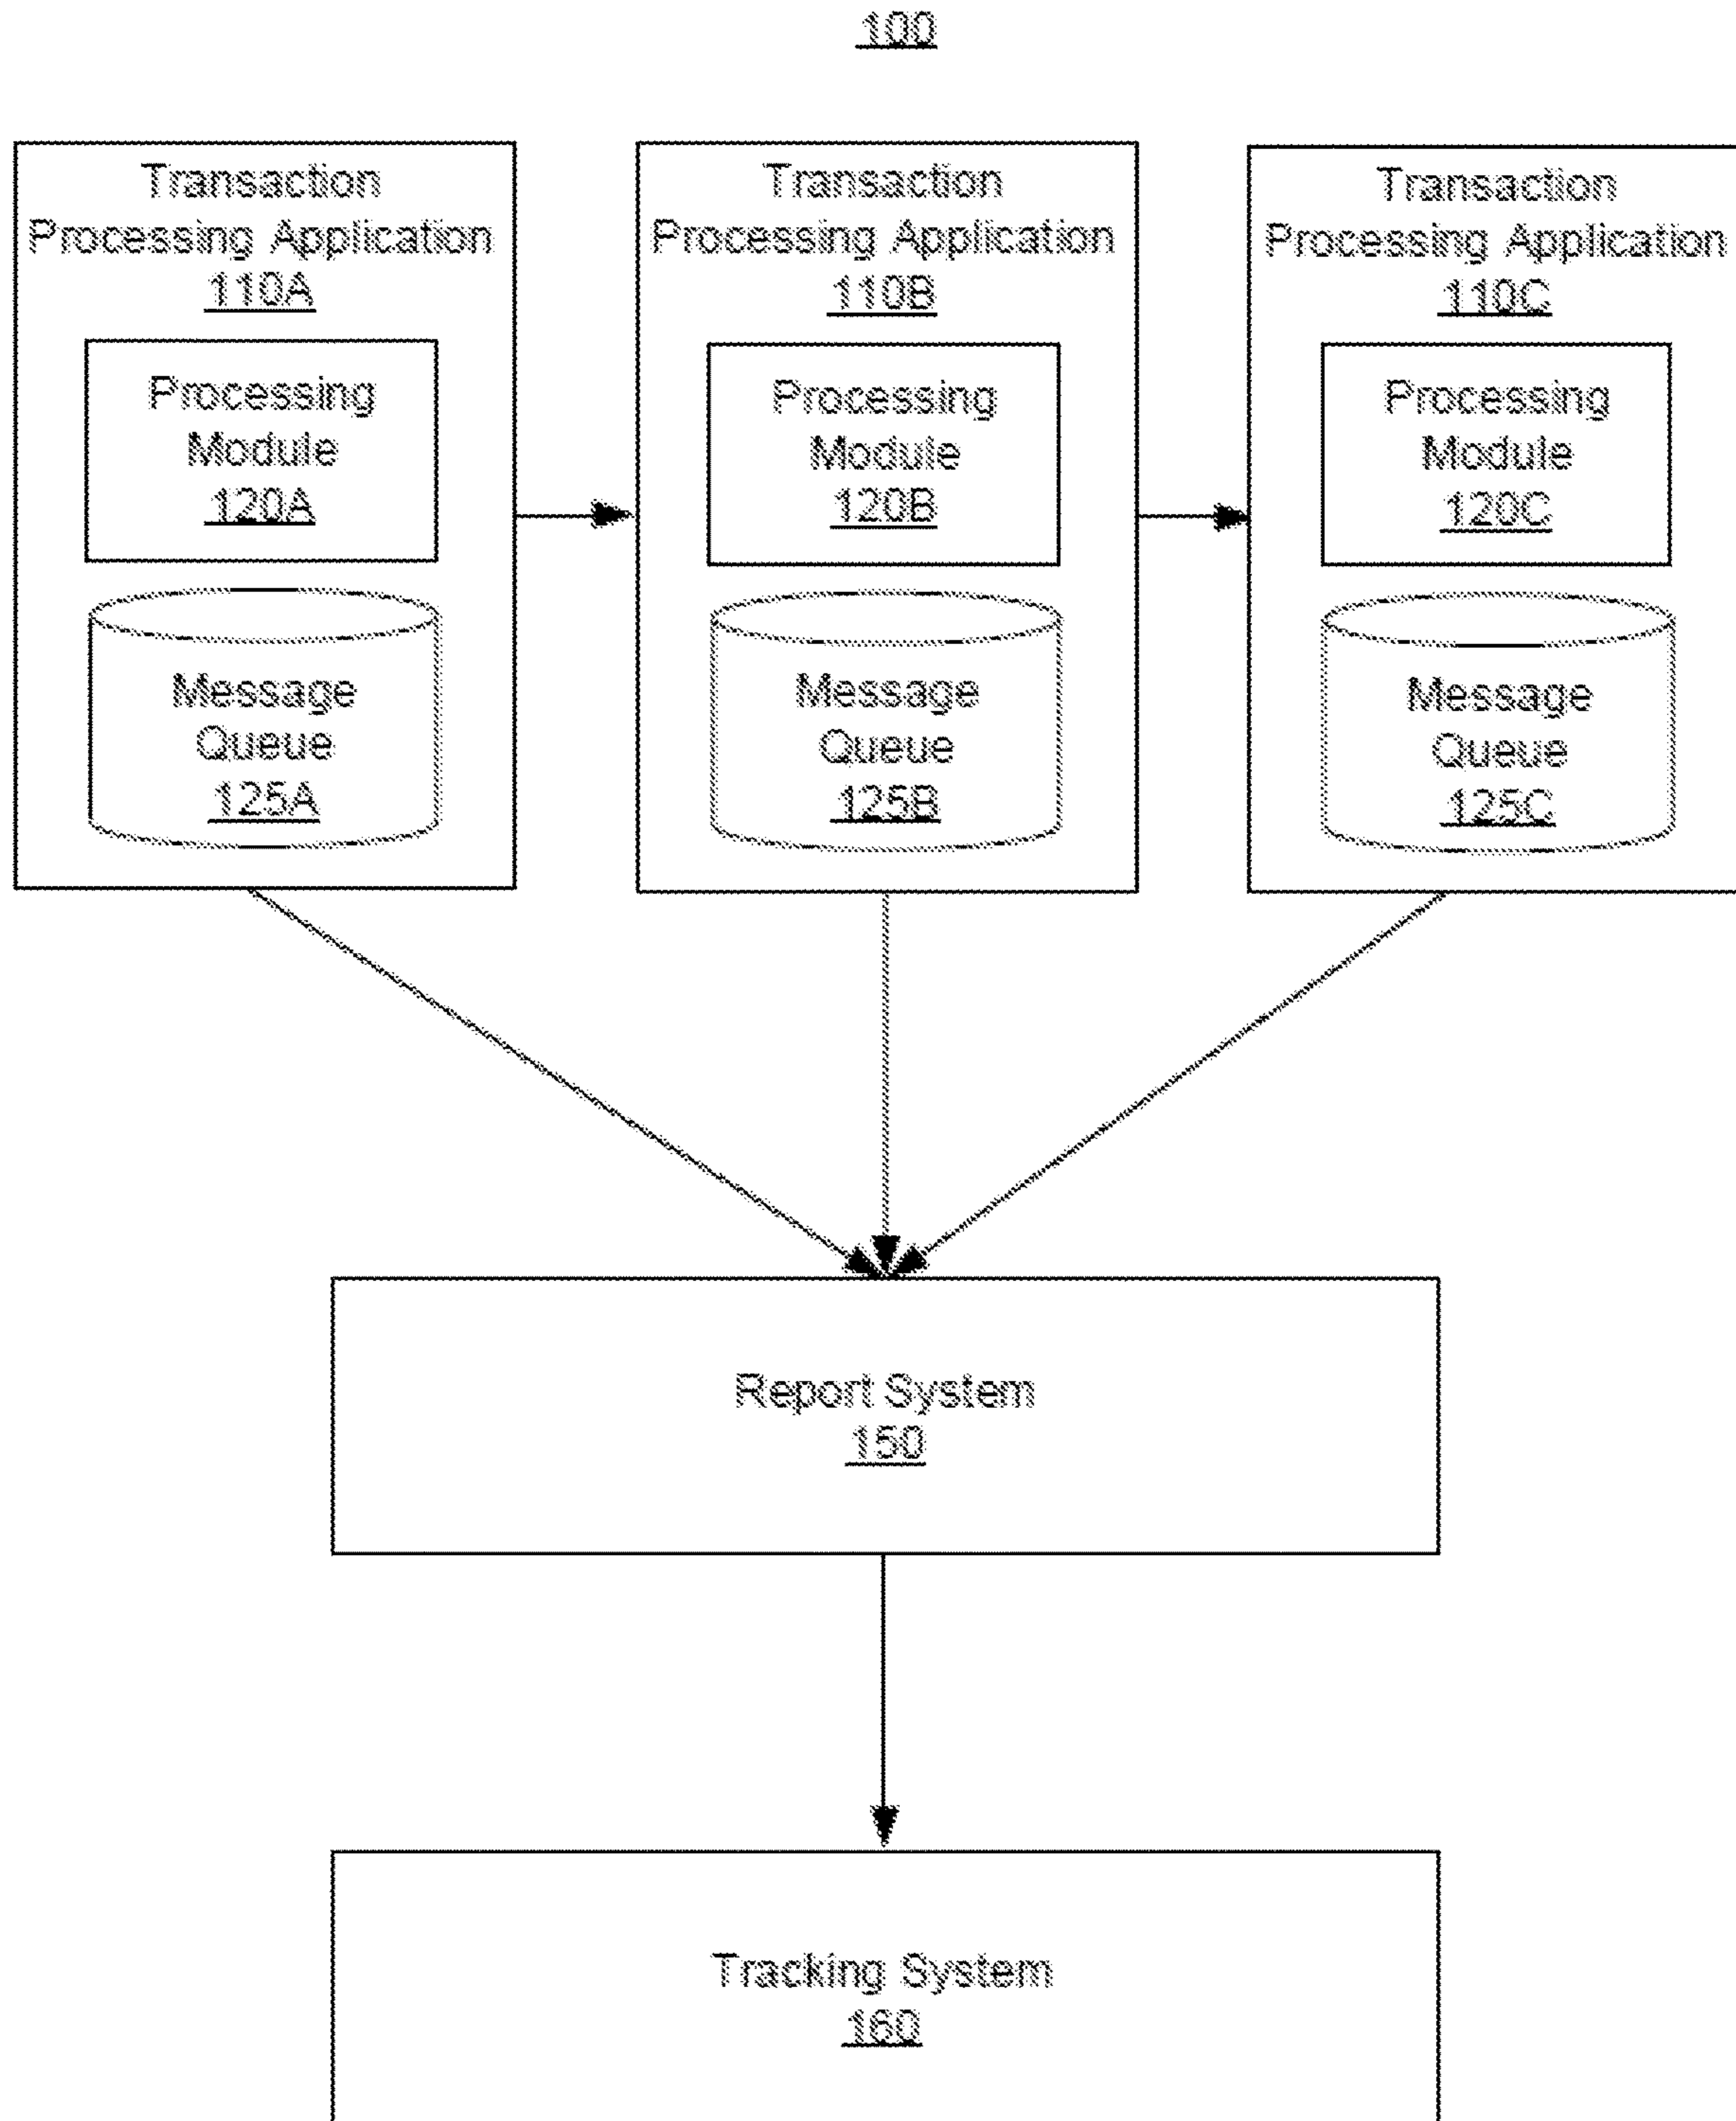 100
Transaction
Processing Application
110A
Processing
Module
120A
Message
Queue
125A
Transaction
Processing Application
110B
Processing
Module
120B
Message
Queue
125B
Transaction
Processing Application
110C
Processing
Module
120C
Message
Queue
125C
Report System
150
Tracking System
160